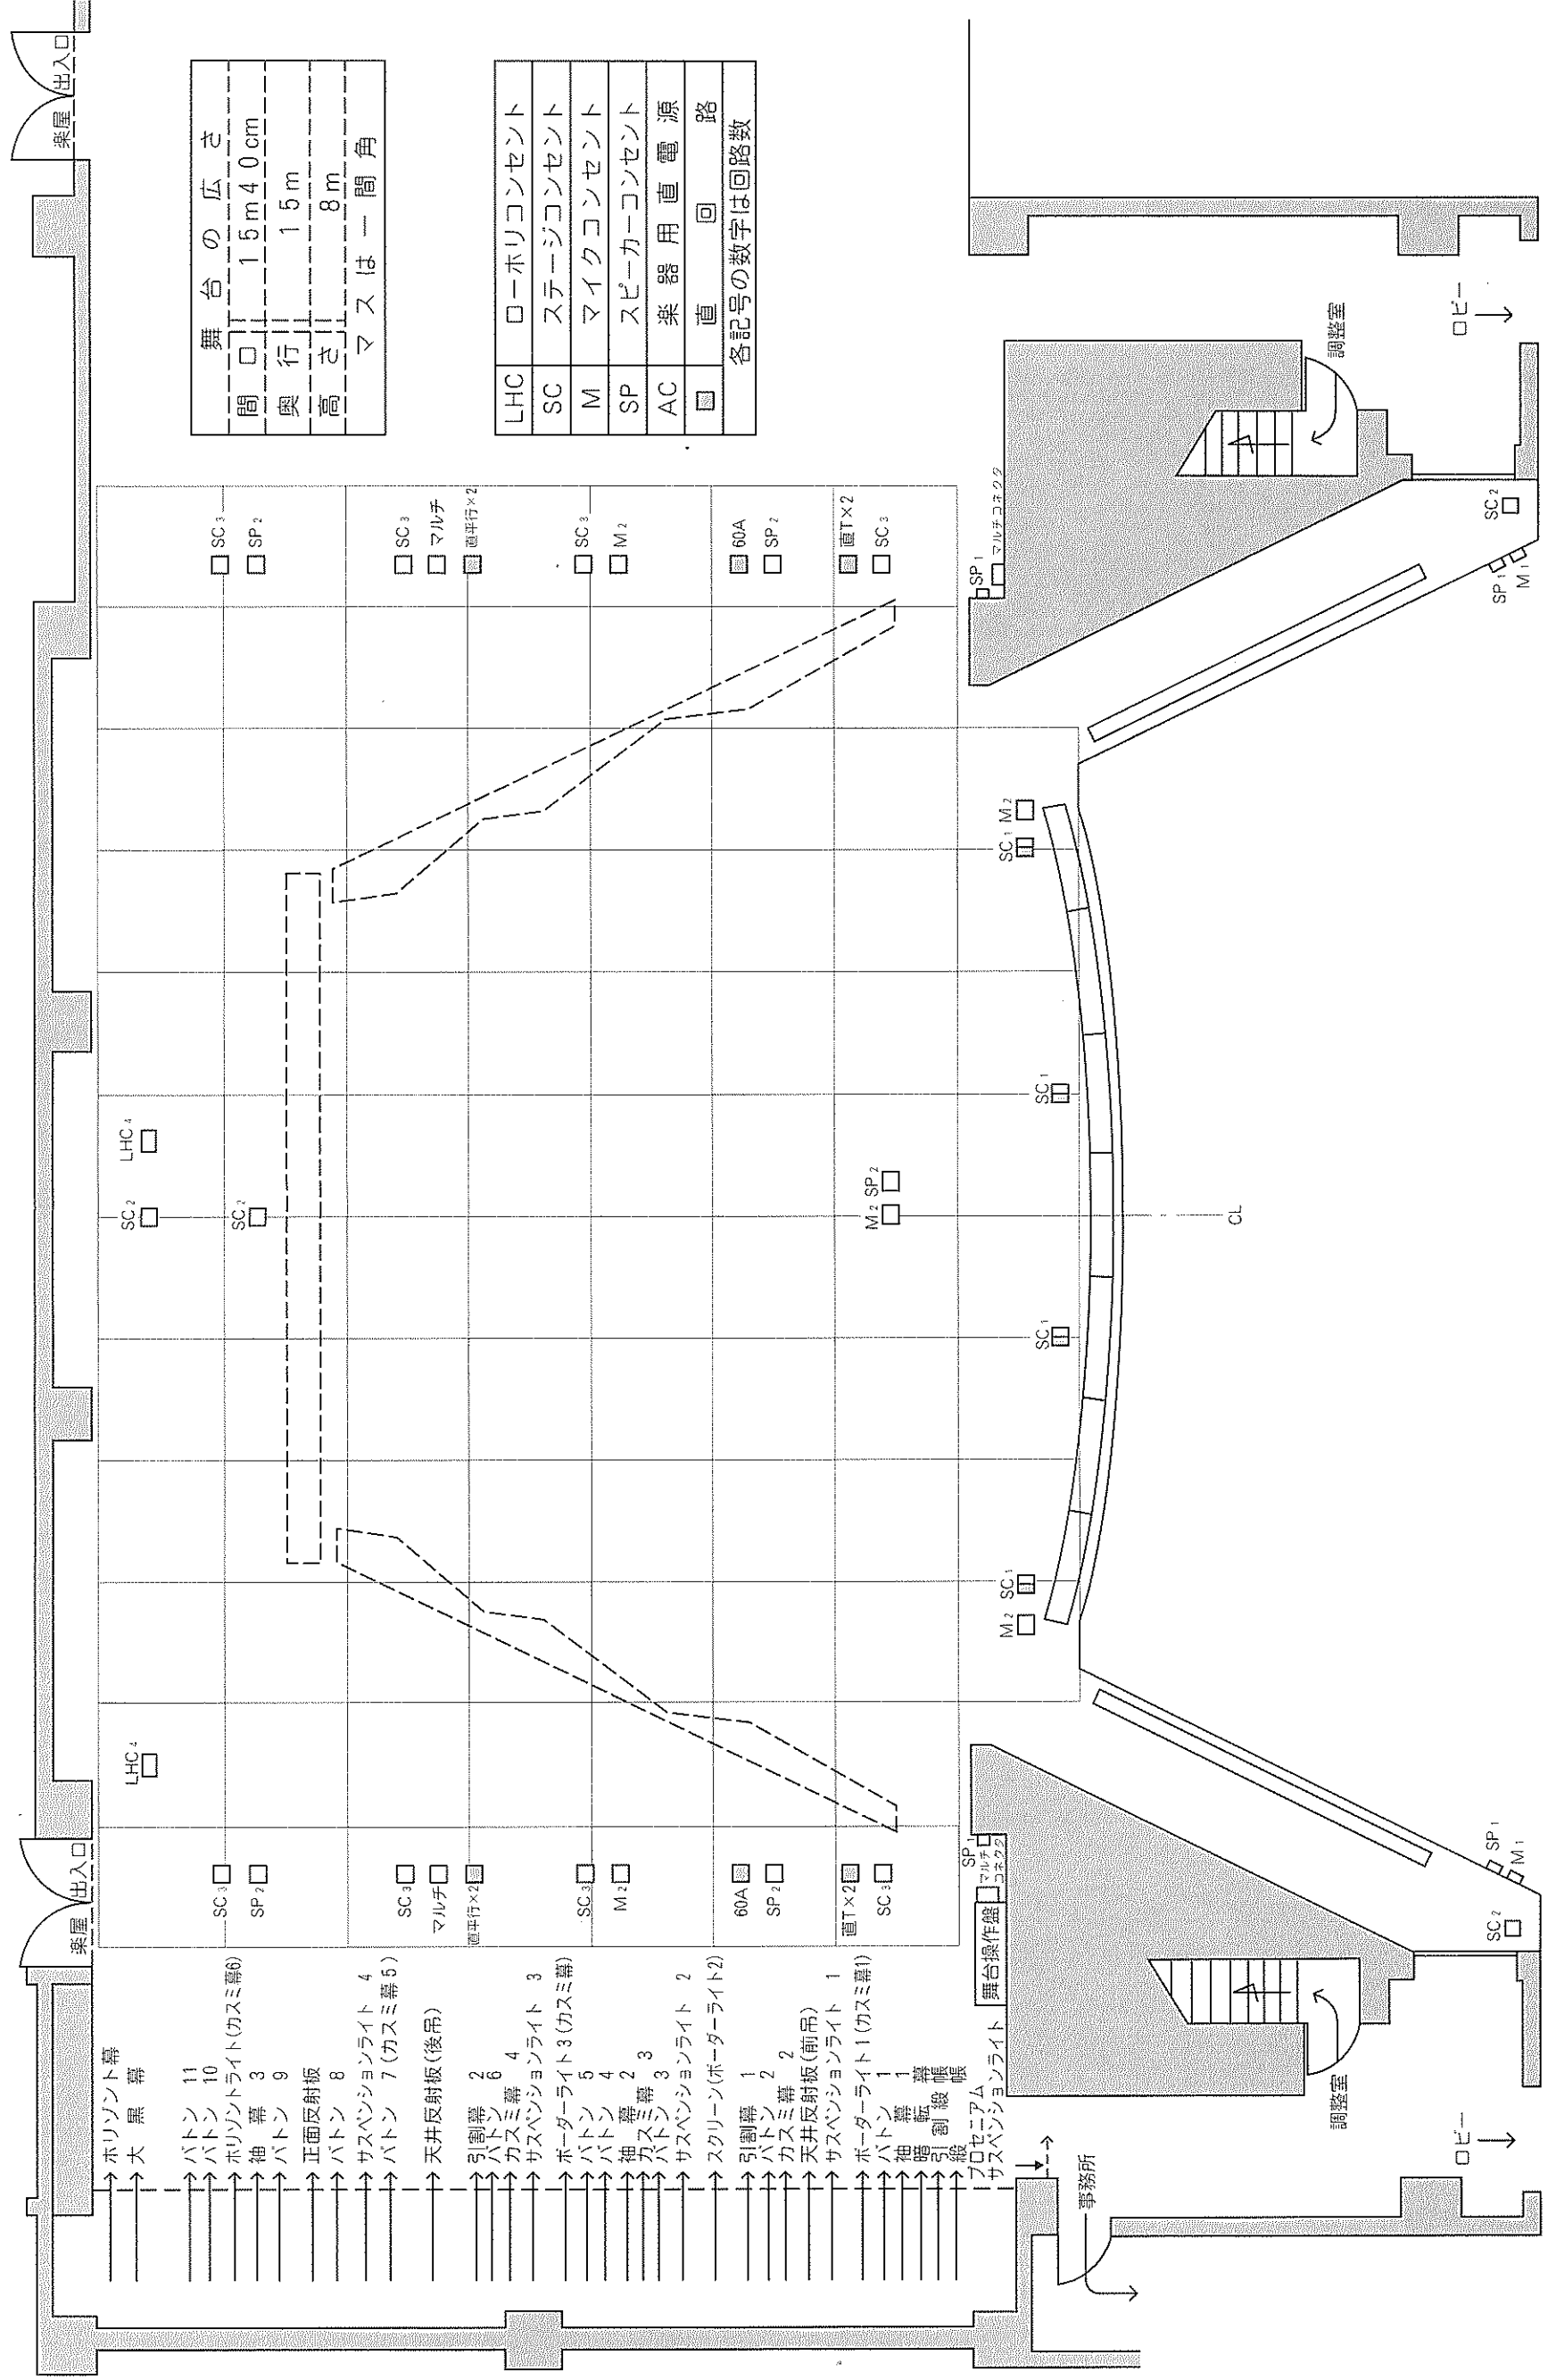 舞台の広さ
間口 15m40cm
奥行 15m
高さ 8m
マスは一間角
LHC ローホリコンセント
SC ステージコンセント
M マイクコンセント
SP スピーカーコンセント
AC 楽器用直電源
直回路
各記号の数字は回路数
楽屋 出入口
楽屋 出入口
LHC4
SC2
LHC4
SC2
SC3
SP2
SC3
マルチ
直平行×2
SC3
M2
60A
SP2
直T×2
SC3
SC3
SP2
SC3
マルチ
直平行×2
SC3
M2
60A
SP2
直T×2
SC3
M2
SP2
M2
SC1
SC1
SC1
SC1
M2
CL
SP1
マルチコネクタ
舞台操作盤
SP1
マルチコネクタ
SP1
M1
SC2
SP1
M1
SC2
調整室
調整室
ロビー
ロビー
事務所
ホリゾント幕
大黒幕
バトン 11
バトン 10
ホリゾントライト(カスミ幕6)
袖幕 3
バトン 9
正面反射板
バトン 8
サスペンションライト 4
バトン 7(カスミ幕5)
天井反射板(後吊)
引割幕 2
バトン 6
カスミ幕 4
サスペンションライト 3
ボーダーライト3(カスミ幕)
バトン 5
バトン 4
袖幕 2
カスミ幕 3
バトン 3
サスペンションライト 2
スクリーン(ボーダーライト2)
引割幕 1
バトン 2
カスミ幕 2
天井反射板(前吊)
サスペンションライト 1
ボーダーライト1(カスミ幕1)
バトン 1
袖幕 1
暗転幕
引割緞帳
緞帳
プロセニアム
サスペンションライト